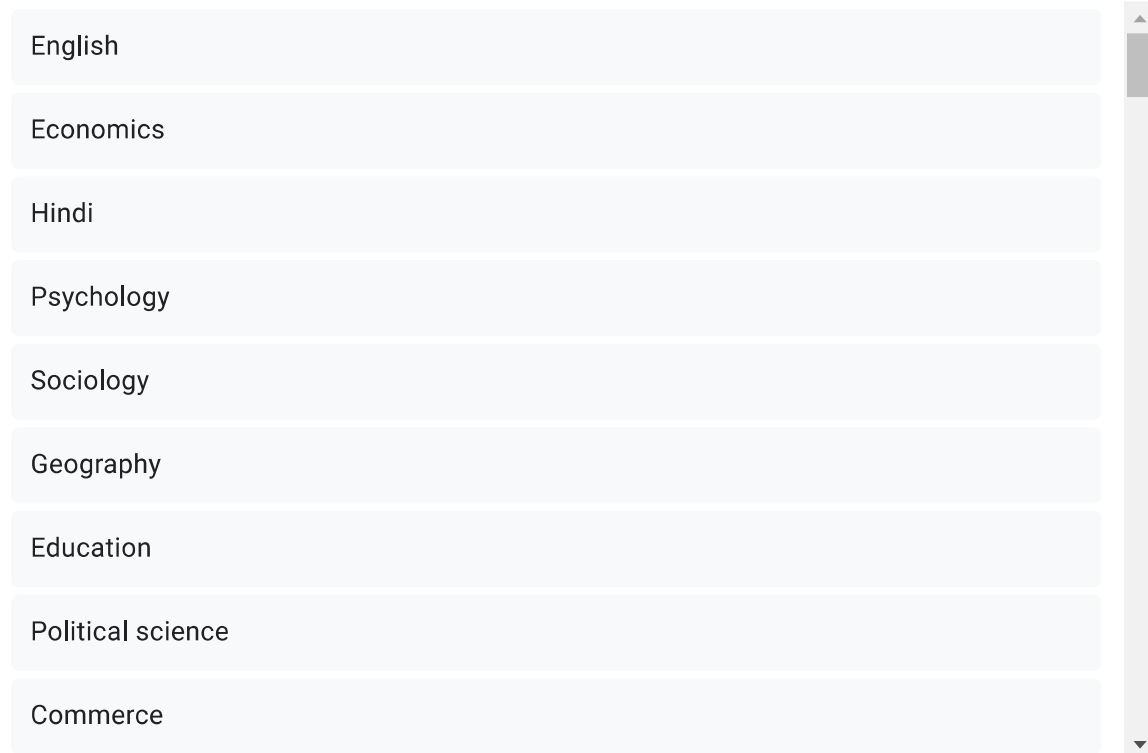 English
Economics
Hindi
Psychology
Sociology
Geography
Education
Political science
Commerce